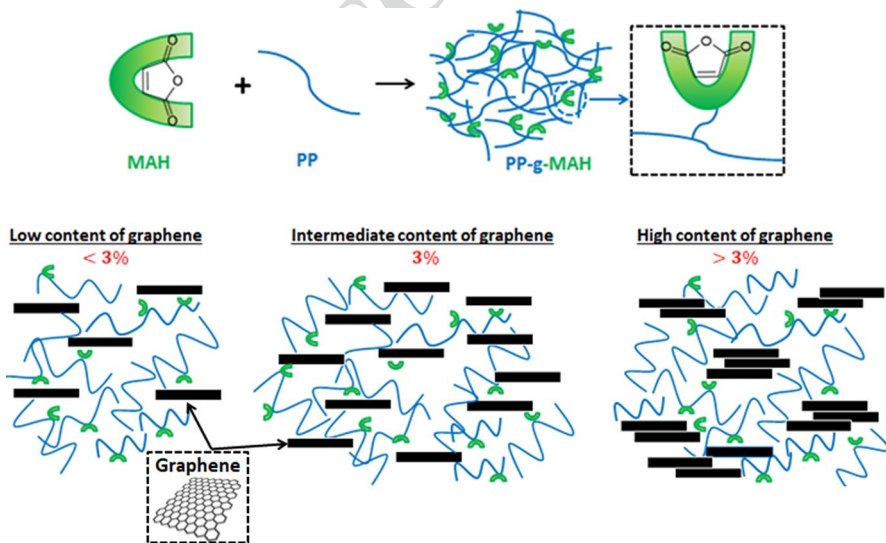 O
O
O
O
O
O
MAH
+
PP
PP-g-MAH
Low content of graphene
< 3%
Intermediate content of graphene
3%
High content of graphene
> 3%
Graphene